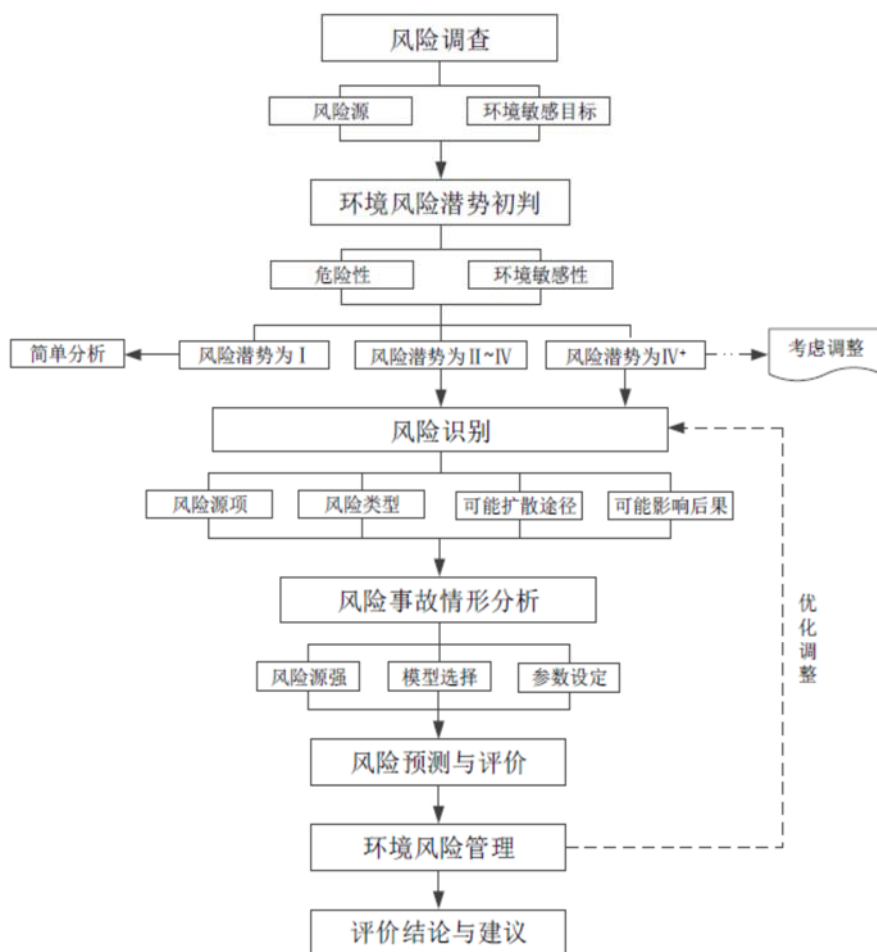 风险调查
风险源
环境敏感目标
环境风险潜势初判
危险性
环境敏感性
简单分析
风险潜势为Ⅰ
风险潜势为Ⅱ~Ⅳ
风险潜势为Ⅳ⁺
考虑调整
风险识别
风险源项
风险类型
可能扩散途径
可能影响后果
风险事故情形分析
优化调整
风险源强
模型选择
参数设定
风险预测与评价
环境风险管理
评价结论与建议